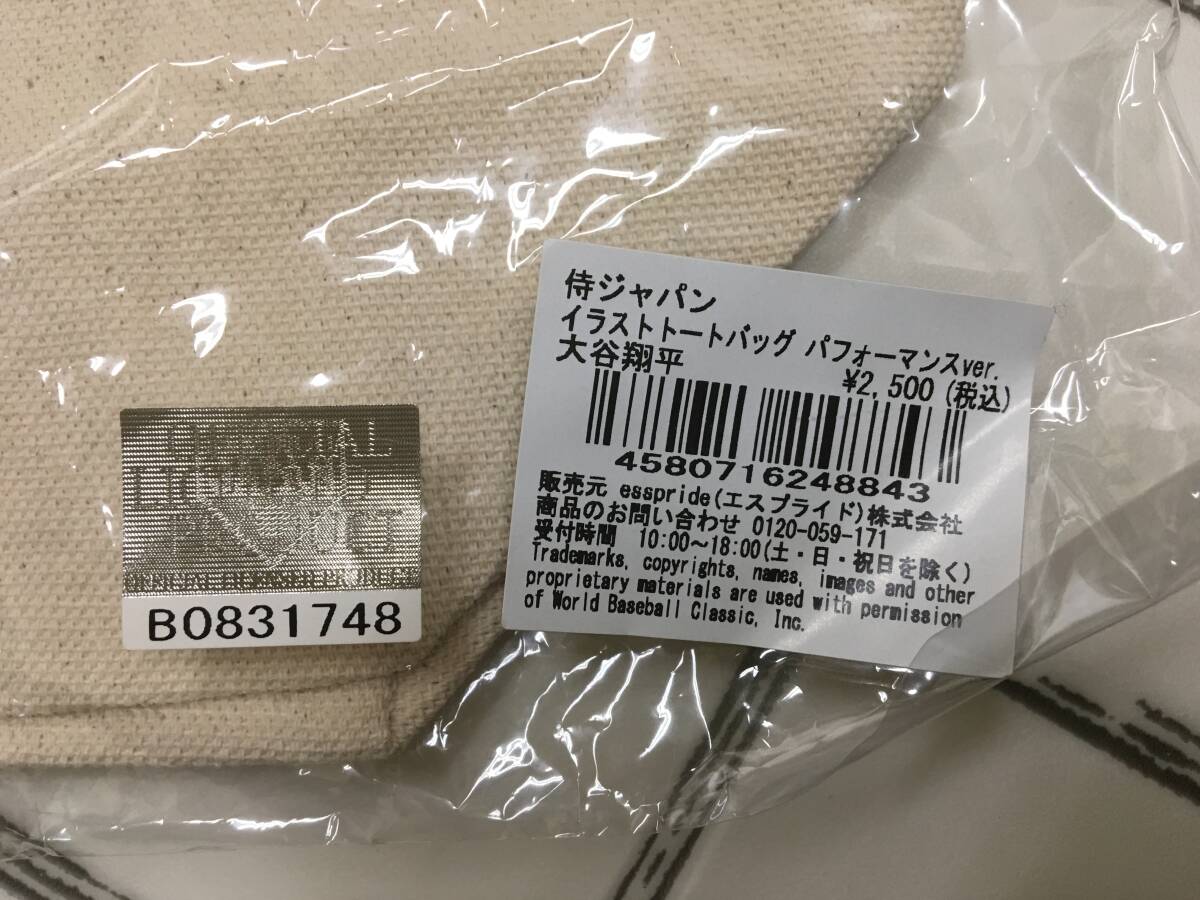 侍ジャパン
イラストトートバッグ パフォーマンスver.
大谷翔平
¥2,500 (税込)
4580716248843
販売元 esspride(エスプライド)株式会社
商品のお問い合わせ 0120-059-171
受付時間 10:00~18:00(土・日・祝日を除く)
Trademarks, copyrights, names, images and other
proprietary materials are used with permission
of World Baseball Classic, Inc.
OFFICIAL
LICENSED
PRODUCT
B0831748